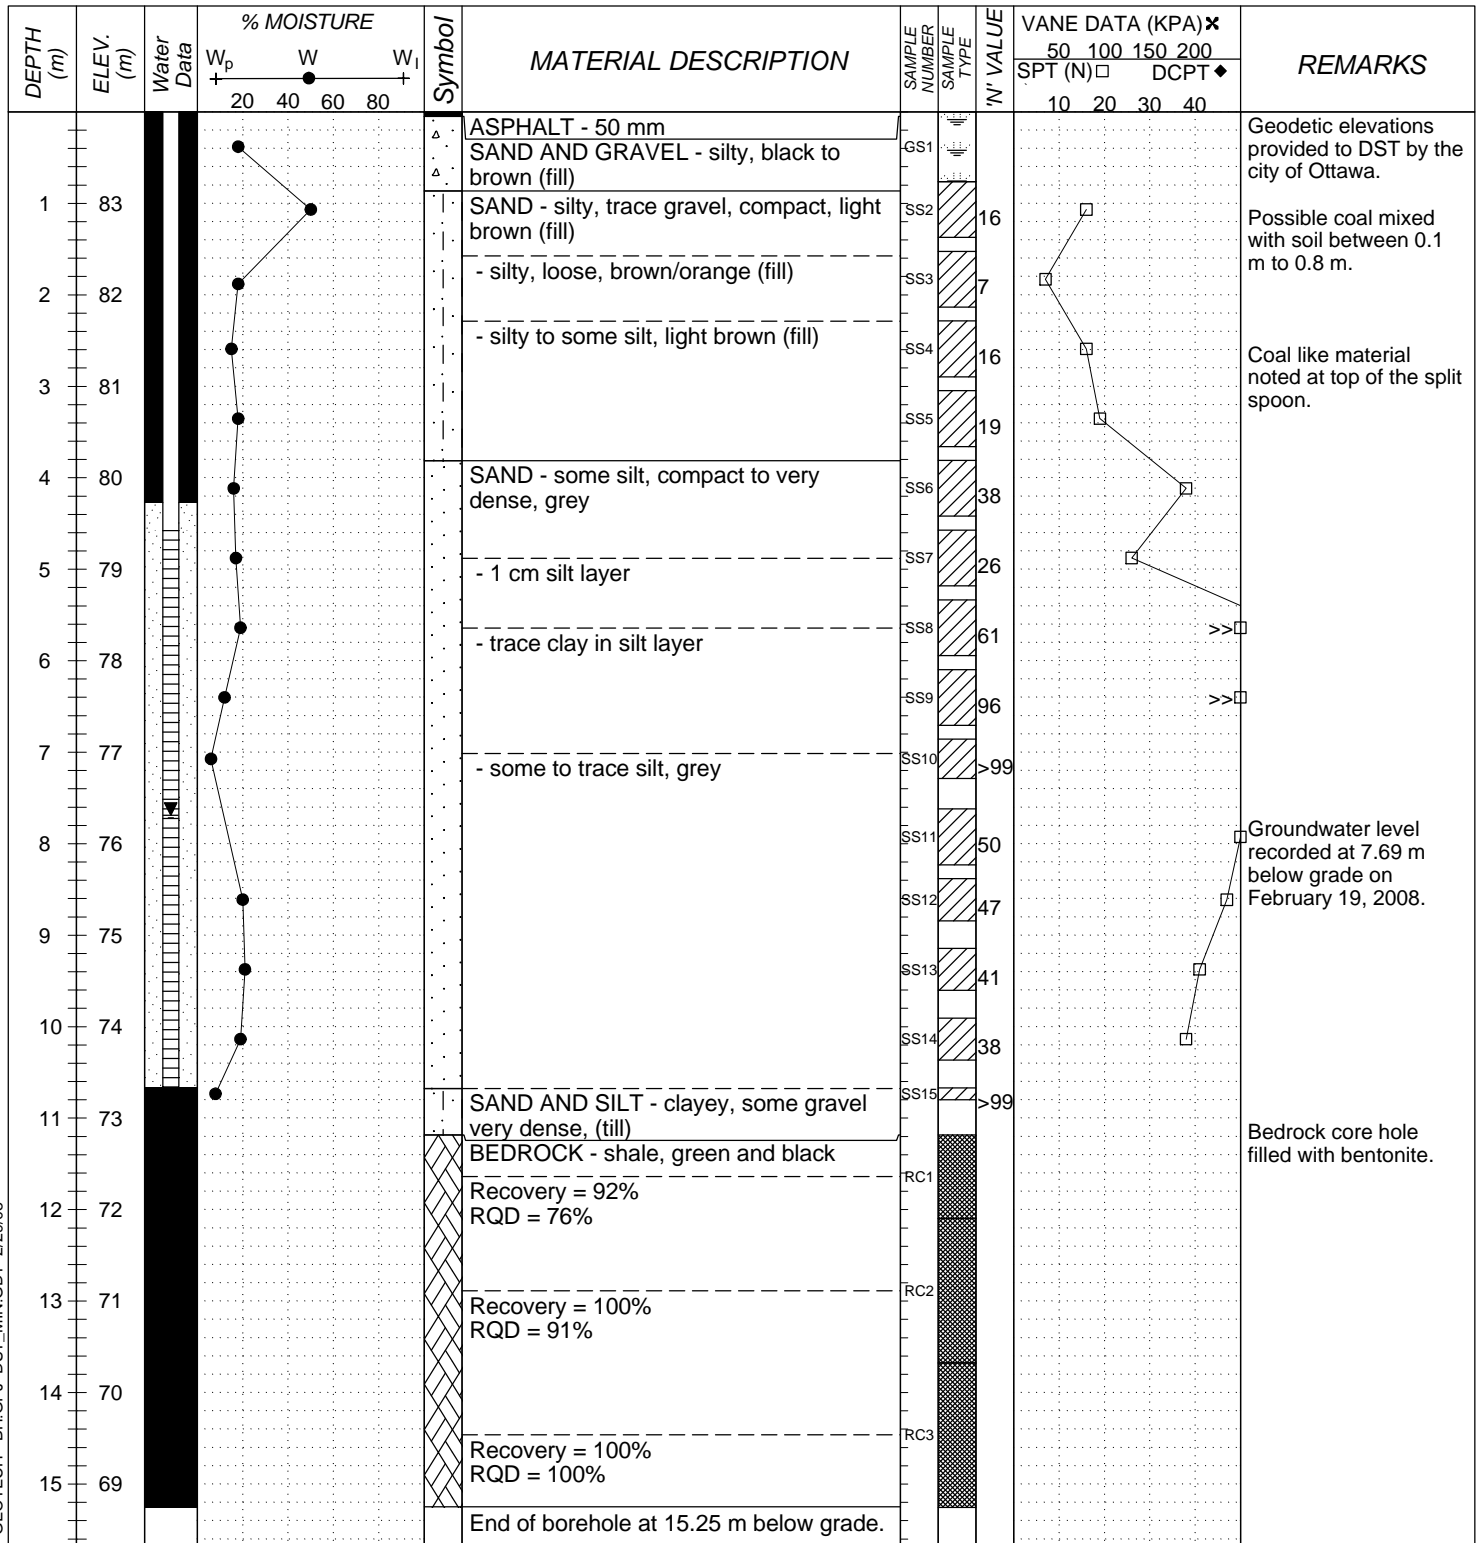 DEPTH (m)
ELEV. (m)
Water Data
% MOISTURE
Wp W Wl
20 40 60 80
Symbol
MATERIAL DESCRIPTION
SAMPLE NUMBER
SAMPLE TYPE
'N' VALUE
VANE DATA (KPA)
50 100 150 200
SPT (N) DCPT
10 20 30 40
REMARKS
ASPHALT - 50 mm
SAND AND GRAVEL - silty, black to
brown (fill)
GS1
Geodetic elevations
provided to DST by the
city of Ottawa.
1 83
SAND - silty, trace gravel, compact, light
brown (fill)
SS2 16
Possible coal mixed
with soil between 0.1
m to 0.8 m.
- silty, loose, brown/orange (fill)
SS3 7
2 82
- silty to some silt, light brown (fill)
SS4 16
Coal like material
noted at top of the split
spoon.
3 81
SS5 19
4 80
SAND - some silt, compact to very
dense, grey
SS6 38
SS7 26
5 79
- 1 cm silt layer
SS8 61 >>
- trace clay in silt layer
6 78
SS9 96 >>
7 77
SS10 >99
- some to trace silt, grey
8 76
SS11 50
Groundwater level
recorded at 7.69 m
below grade on
February 19, 2008.
SS12 47
9 75
SS13 41
10 74
SS14 38
SS15 >99
11 73
SAND AND SILT - clayey, some gravel
very dense, (till)
BEDROCK - shale, green and black
Bedrock core hole
filled with bentonite.
RC1
Recovery = 92%
RQD = 76%
12 72
RC2
13 71
Recovery = 100%
RQD = 91%
14 70
RC3
Recovery = 100%
RQD = 100%
15 69
End of borehole at 15.25 m below grade.